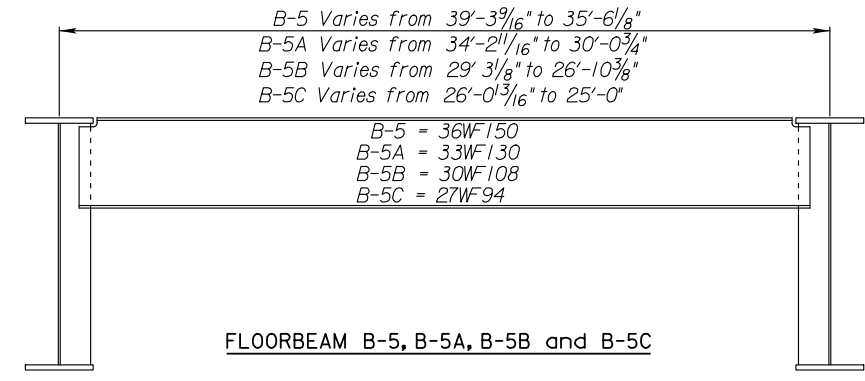 B-5 Varies from 39'-3 9/16" to 35'-6 1/8"
B-5A Varies from 34'-2 11/16" to 30'-0 3/4"
B-5B Varies from 29' 3 1/8" to 26'-10 3/8"
B-5C Varies from 26'-0 13/16" to 25'-0"
B-5 = 36WF150
B-5A = 33WF130
B-5B = 30WF108
B-5C = 27WF94
FLOORBEAM B-5, B-5A, B-5B and B-5C